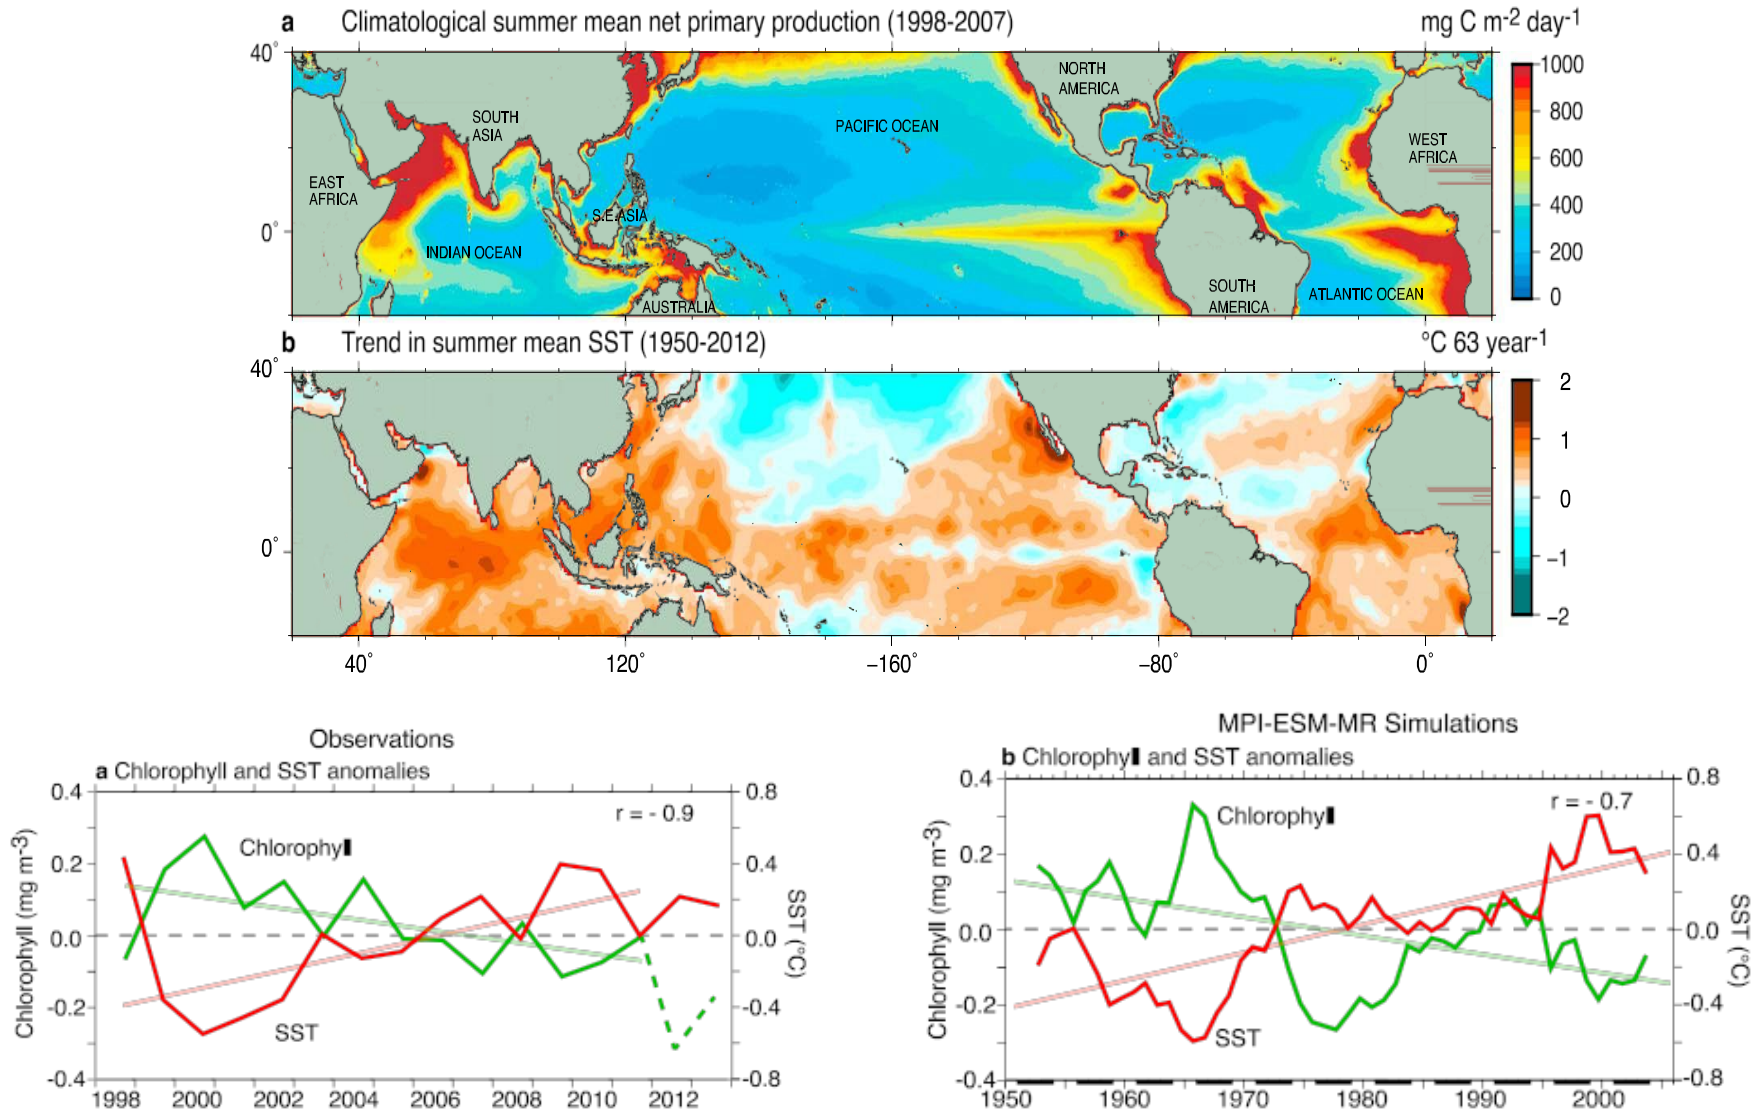 a Climatological summer mean net primary production (1998-2007) mg C m-2 day-1
40°
0°
NORTH
AMERICA
SOUTH
ASIA
PACIFIC OCEAN
WEST
AFRICA
EAST
AFRICA
S.E.ASIA
INDIAN OCEAN
SOUTH
AMERICA
ATLANTIC OCEAN
AUSTRALIA
1000
800
600
400
200
0
b Trend in summer mean SST (1950-2012) °C 63 year-1
40°
0°
2
1
0
−1
−2
40° 120° −160° −80° 0°
Observations
a Chlorophyll and SST anomalies
r = - 0.9
Chlorophyll
SST
Chlorophyll (mg m-3)
0.4
0.2
0.0
-0.2
-0.4
SST (°C)
0.8
0.4
0.0
-0.4
-0.8
1998 2000 2002 2004 2006 2008 2010 2012
MPI-ESM-MR Simulations
b Chlorophyll and SST anomalies
r = - 0.7
Chlorophyll
SST
Chlorophyll (mg m-3)
0.4
0.2
0.0
-0.2
-0.4
SST (°C)
0.8
0.4
0.0
-0.4
-0.8
1950 1960 1970 1980 1990 2000